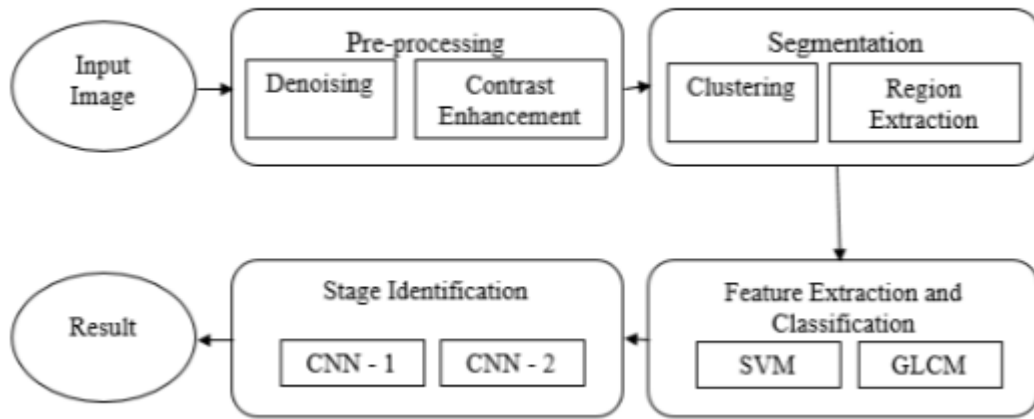 Input
Image
Pre-processing
Denoising
Contrast
Enhancement
Segmentation
Clustering
Region
Extraction
Feature Extraction and
Classification
SVM
GLCM
Stage Identification
CNN - 1
CNN - 2
Result